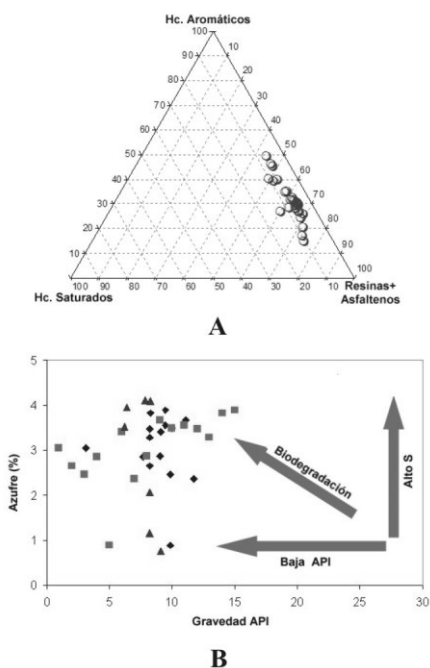 Hc. Aromáticos
100
90
80
70
60
50
40
30
20
10
10
20
30
40
50
60
70
80
90
100
100 90 80 70 60 50 40 30 20 10
Hc. Saturados
Resinas+
Asfaltenos
A
5
4
3
2
1
0
Azufre (%)
Biodegradación
Alto S
Baja API
0 5 10 15 20 25 30
Gravedad API
B